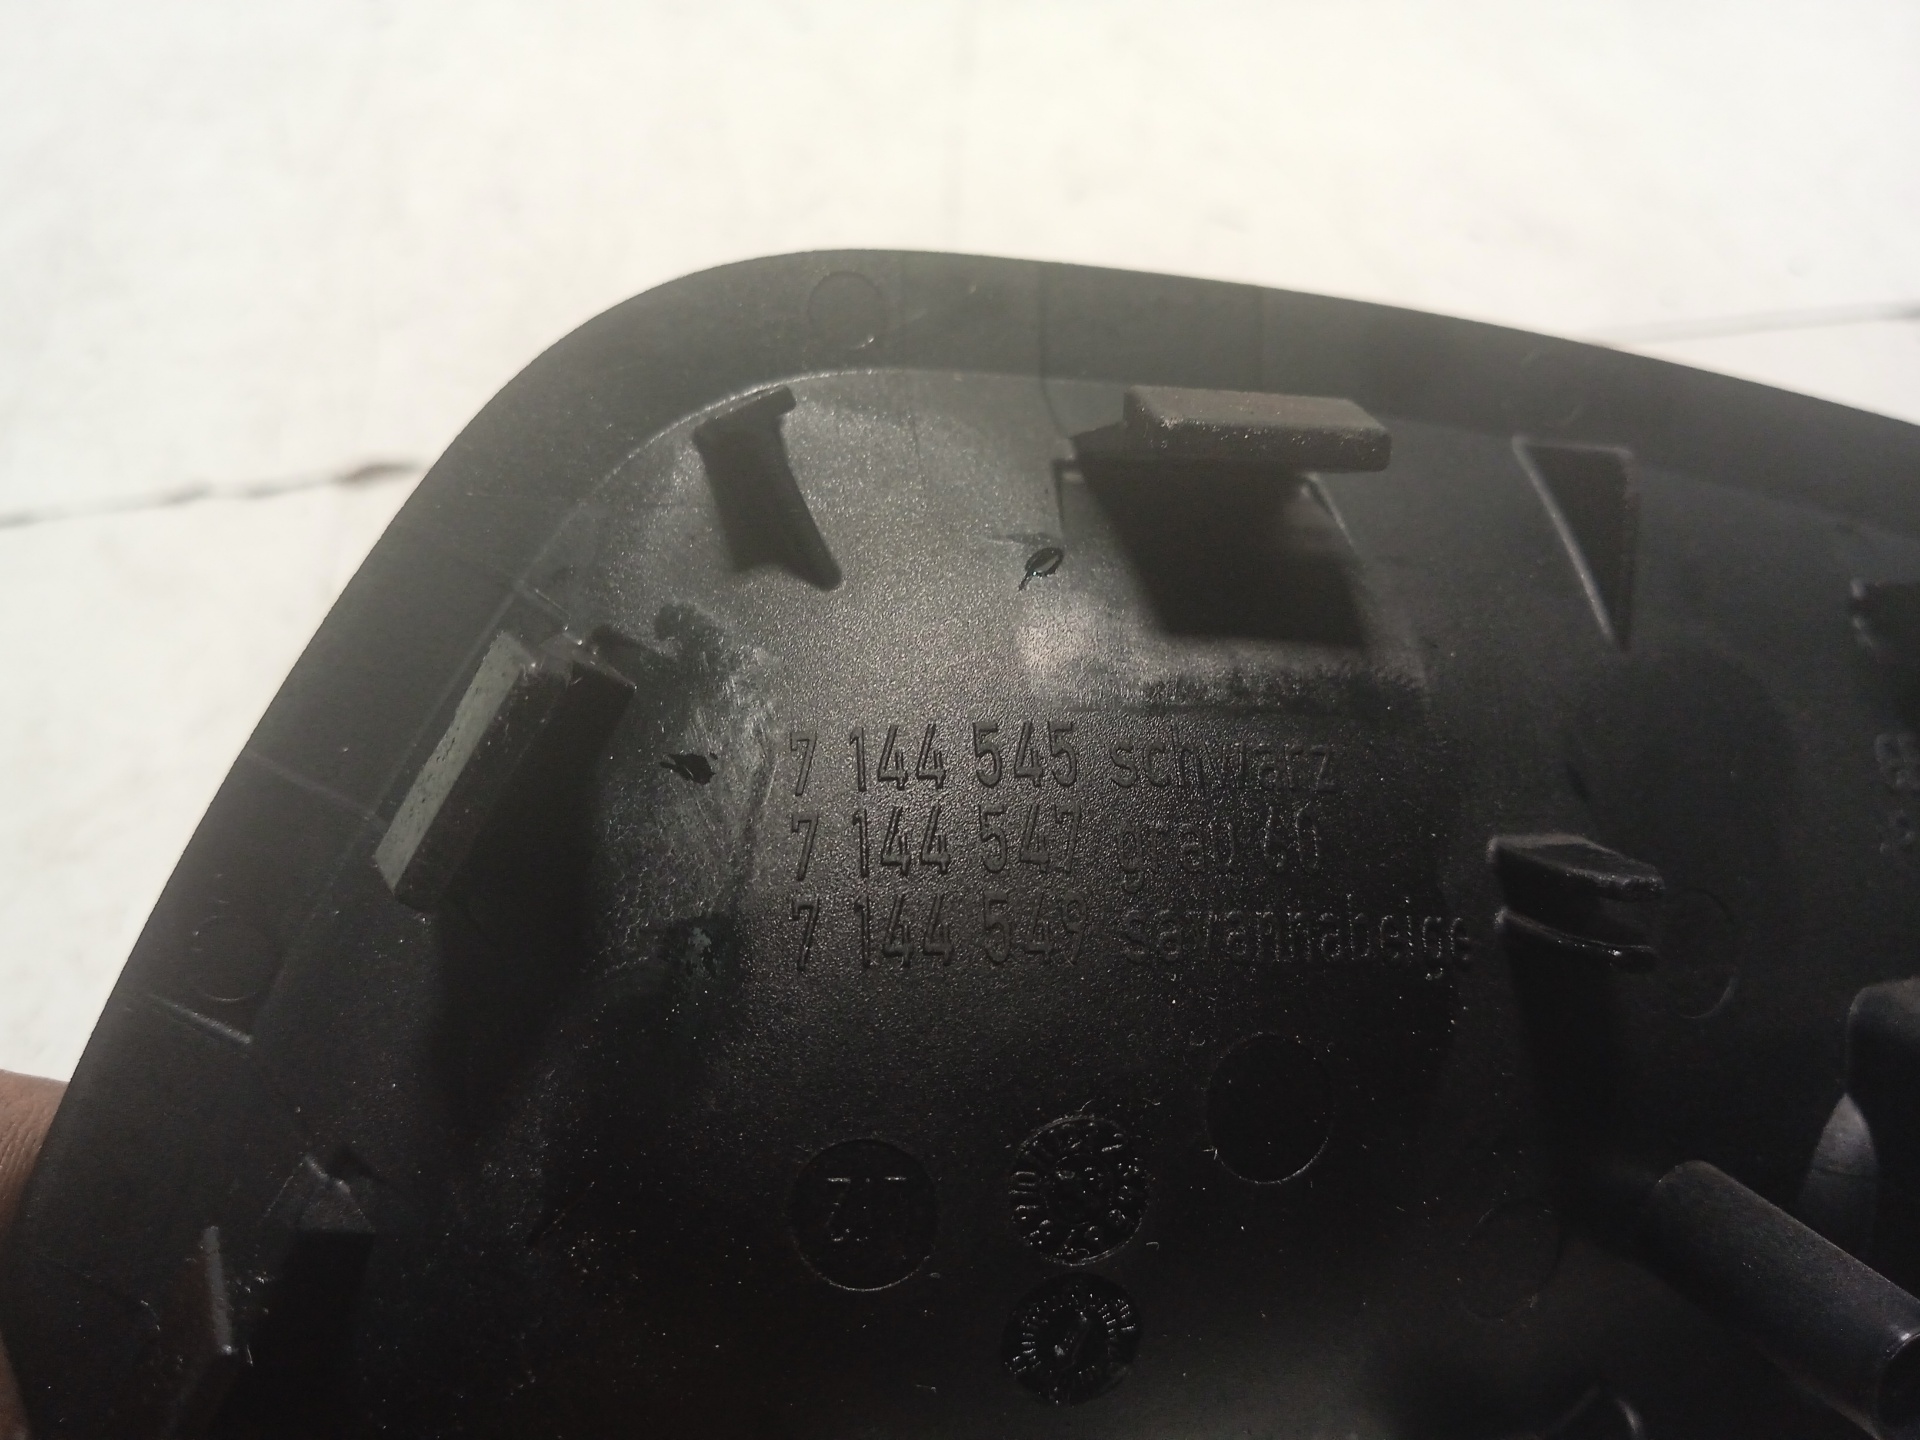 7 144 545 schwarz
7 144 547 grau 60
7 144 549 savannabeige